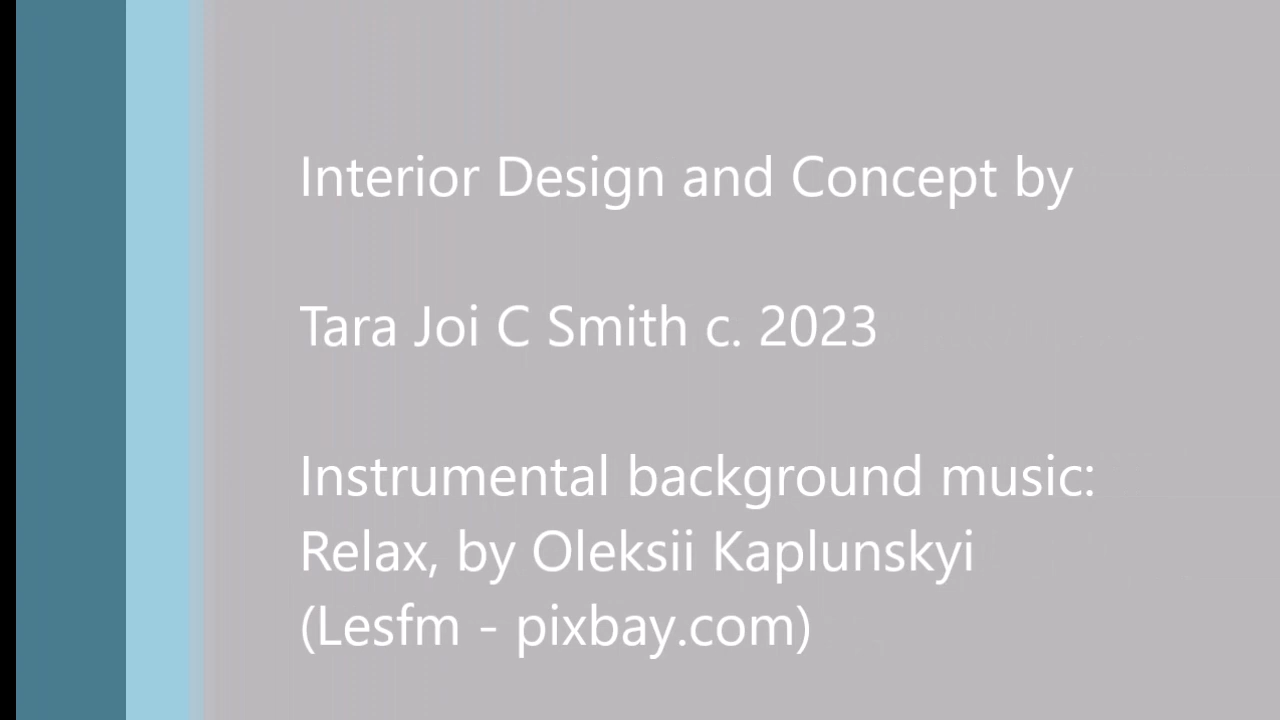 Interior Design and Concept by
Tara Joi C Smith c. 2023
Instrumental background music:
Relax, by Oleksii Kaplunskyi
(Lesfm - pixbay.com)